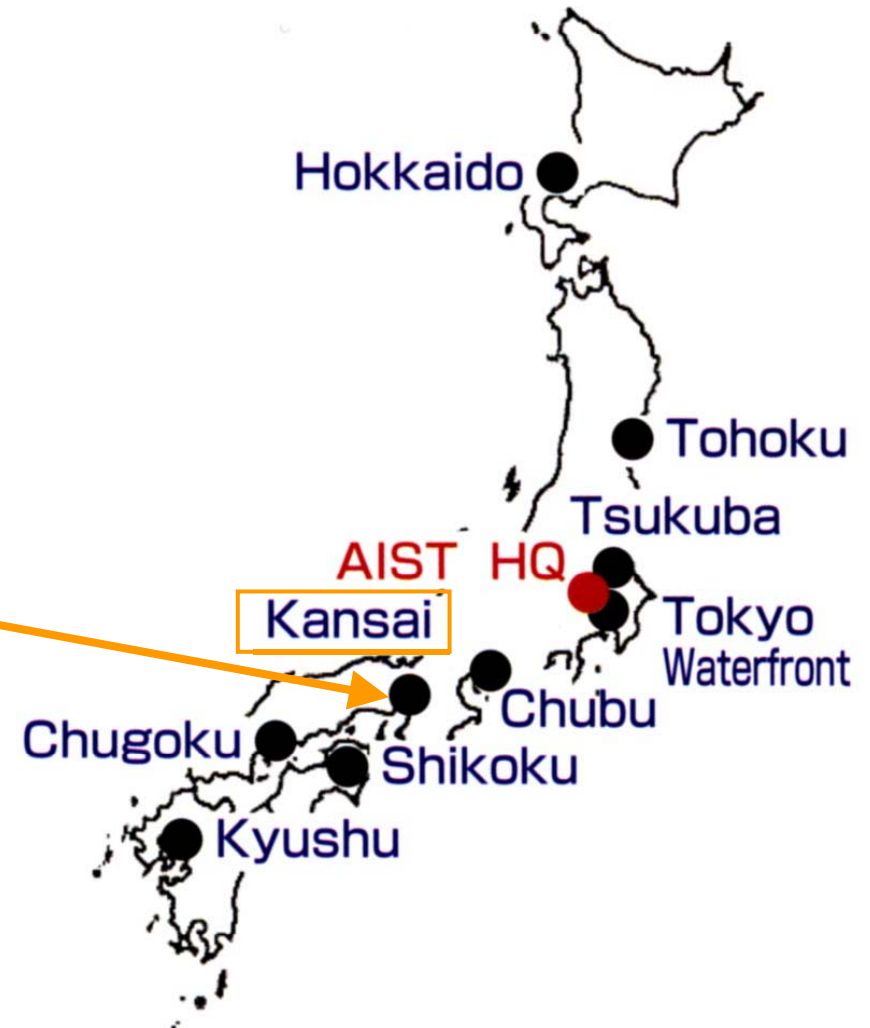 Hokkaido
Tohoku
Tsukuba
AIST HQ
Kansai
Tokyo
Waterfront
Chubu
Chugoku
Shikoku
Kyushu